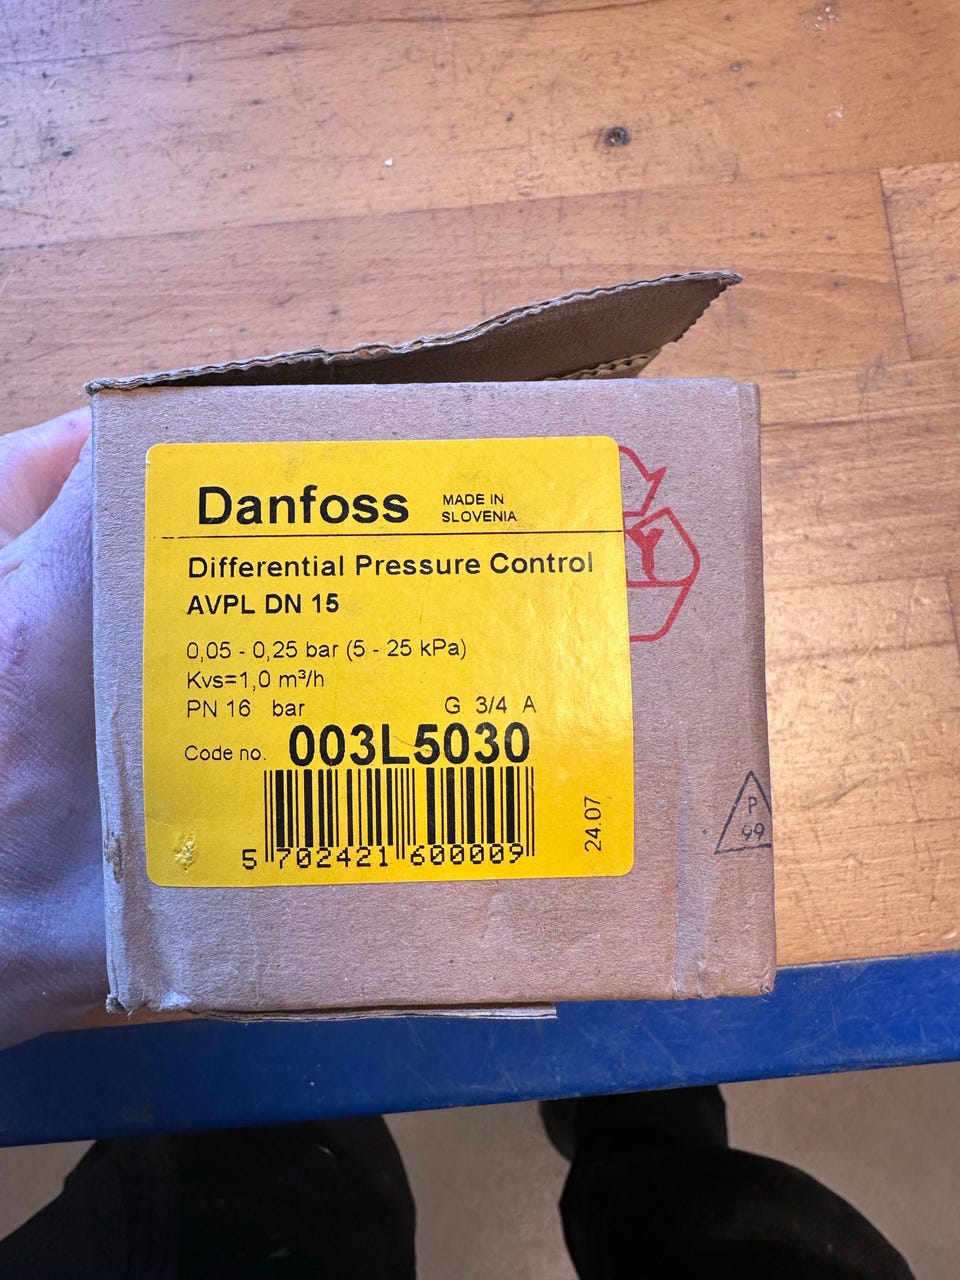 Danfoss
MADE IN
SLOVENIA
Differential Pressure Control
AVPL DN 15
0,05 - 0,25 bar (5 - 25 kPa)
Kvs=1,0 m³/h
PN 16 bar G 3/4 A
Code no. 003L5030
24.07
5 702421 600009
Y
P
99